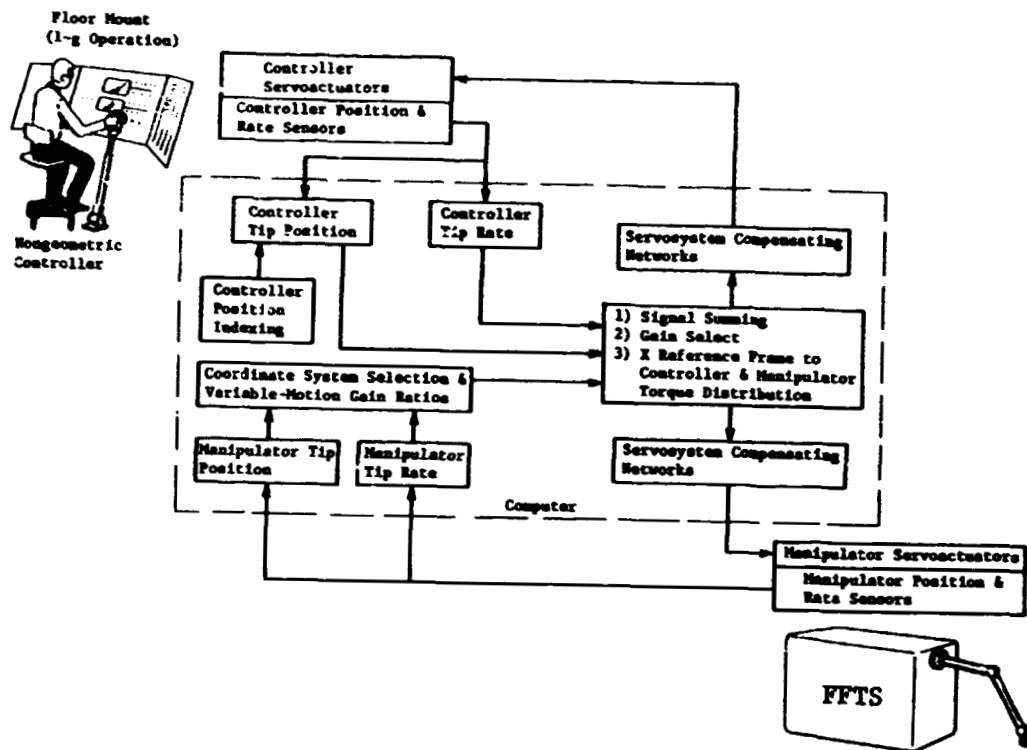 Floor Mount
(1-g Operation)
Controller
Servoactuators
Controller Position &
Rate Sensors
Nongeometric
Controller
Controller
Tip Position
Controller
Tip Rate
Servosystem Compensating
Networks
Controller
Position
Indexing
1) Signal Summing
2) Gain Select
3) X Reference Frame to
Controller & Manipulator
Torque Distribution
Coordinate System Selection &
Variable-Motion Gain Ratios
Manipulator Tip
Position
Manipulator
Tip Rate
Servosystem Compensating
Networks
Computer
Manipulator Servoactuators
Manipulator Position &
Rata Sensors
FFTS